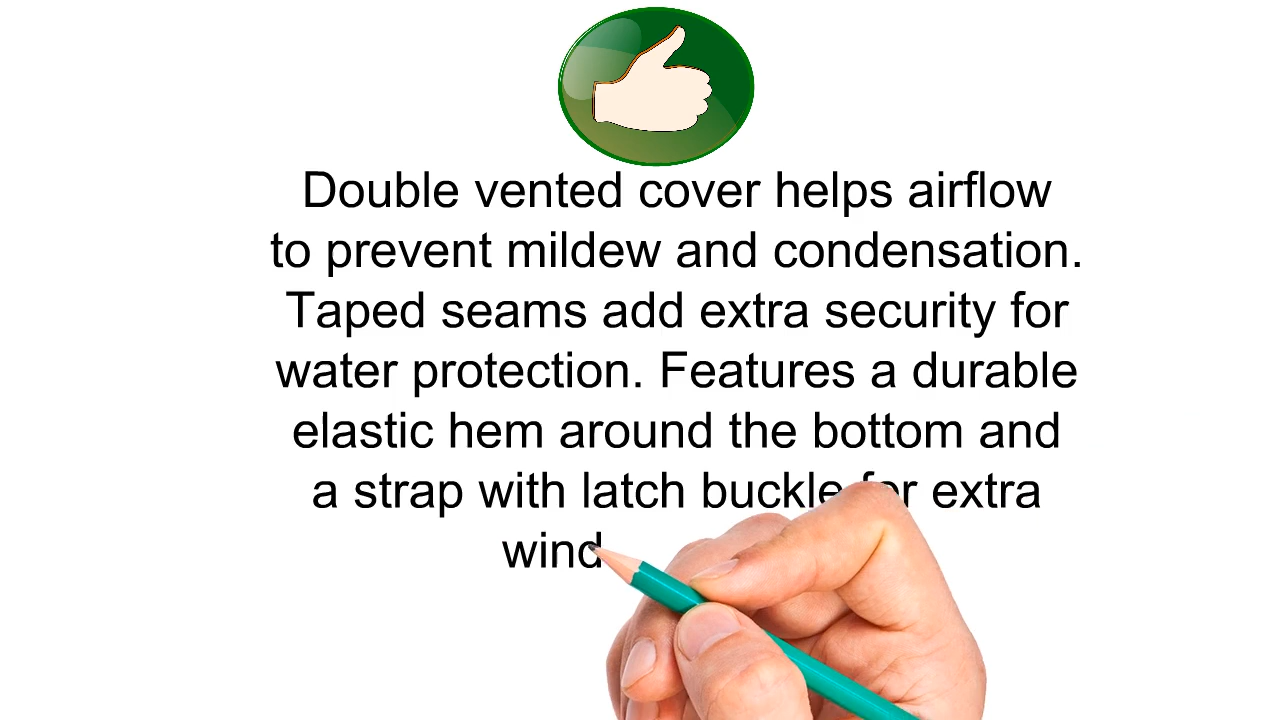 Double vented cover helps airflow
to prevent mildew and condensation.
Taped seams add extra security for
water protection. Features a durable
elastic hem around the bottom and
a strap with latch buckle for extra
wind